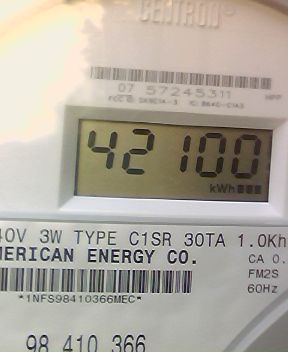 CENTRON®
07 57245311
42100
kWh
40V 3W TYPE C1SR 30TA 1.0Kh
MERICAN ENERGY CO.
CA 0.
FM2S
*1NFS98410366MEC*
60Hz
98 410 366